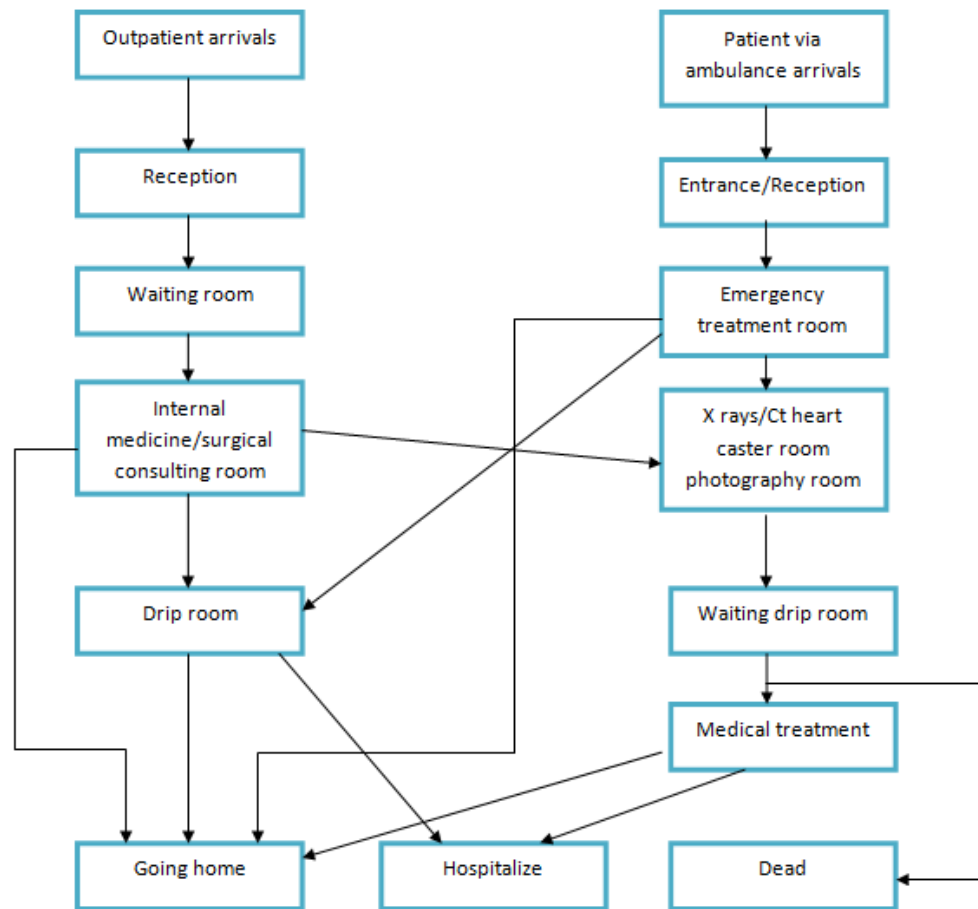 Outpatient arrivals
Patient via
ambulance arrivals
Reception
Entrance/Reception
Waiting room
Emergency
treatment room
Internal
medicine/surgical
consulting room
X rays/Ct heart
caster room
photography room
Drip room
Waiting drip room
Medical treatment
Going home
Hospitalize
Dead